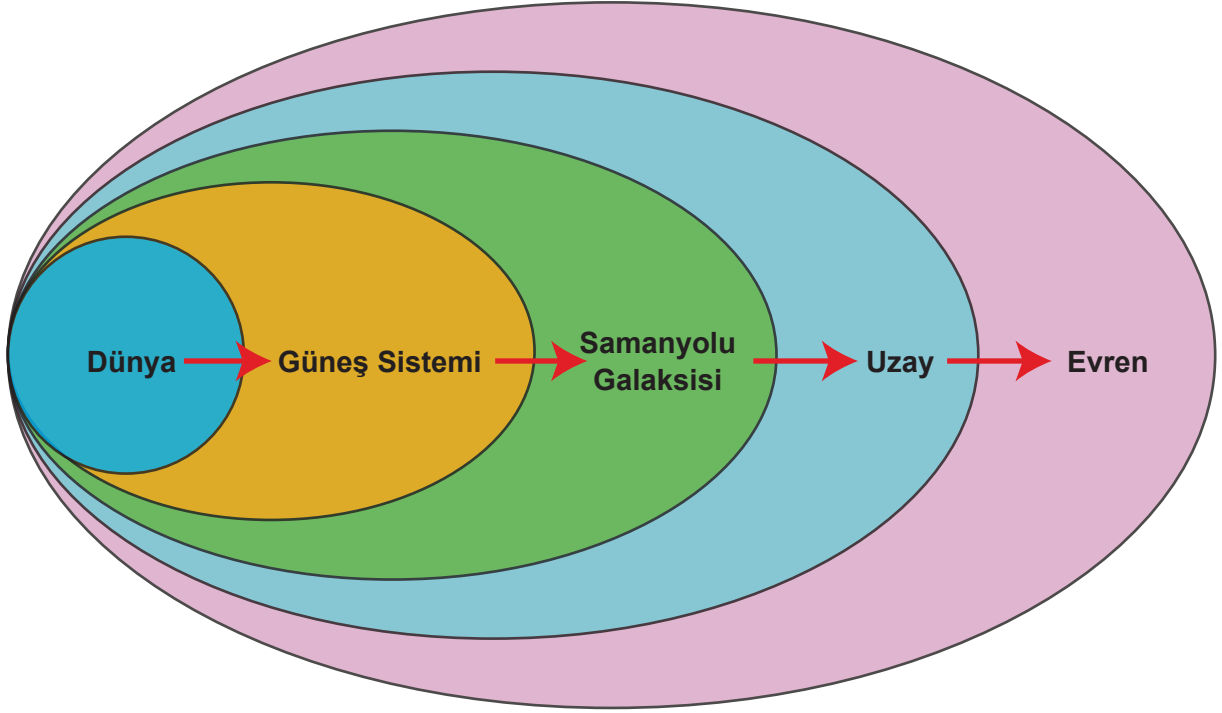 Dünya
Güneş Sistemi
Samanyolu
Galaksisi
Uzay
Evren